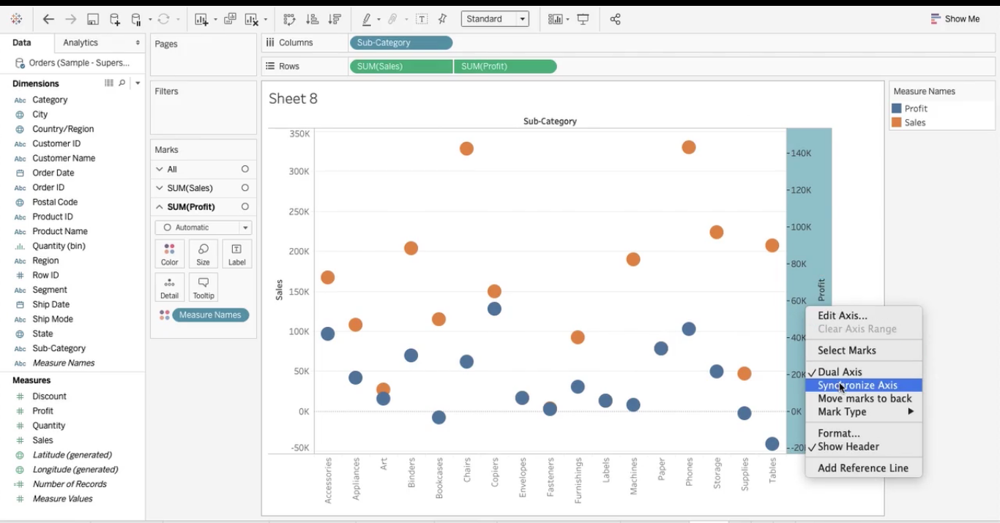 Standard
Show Me
Data
Analytics
Orders (Sample - Supers...
Dimensions
Abc Category
City
Country/Region
Abc Customer ID
Abc Customer Name
Order Date
Abc Order ID
Postal Code
Abc Product ID
Abc Product Name
Quantity (bin)
Abc Region
# Row ID
Abc Segment
Ship Date
Abc Ship Mode
State
Abc Sub-Category
Abc Measure Names
Measures
# Discount
# Profit
# Quantity
# Sales
# Latitude (generated)
# Longitude (generated)
=# Number of Records
# Measure Values
Pages
Filters
Marks
All
SUM(Sales)
SUM(Profit)
Automatic
Color
Size
T
Label
Detail
Tooltip
Measure Names
Columns
Sub-Category
Rows
SUM(Sales)
SUM(Profit)
Sheet 8
Sub-Category
350K
300K
250K
200K
150K
100K
50K
0K
-50K
Sales
140K
120K
100K
80K
60K
40K
20K
0K
-20
Profit
Accessories
Appliances
Art
Binders
Bookcases
Chairs
Copiers
Envelopes
Fasteners
Furnishings
Labels
Machines
Paper
Phones
Storage
Supplies
Tables
Edit Axis...
Clear Axis Range
Select Marks
✓ Dual Axis
Synchronize Axis
Move marks to back
Mark Type
Format...
✓ Show Header
Add Reference Line
Measure Names
Profit
Sales